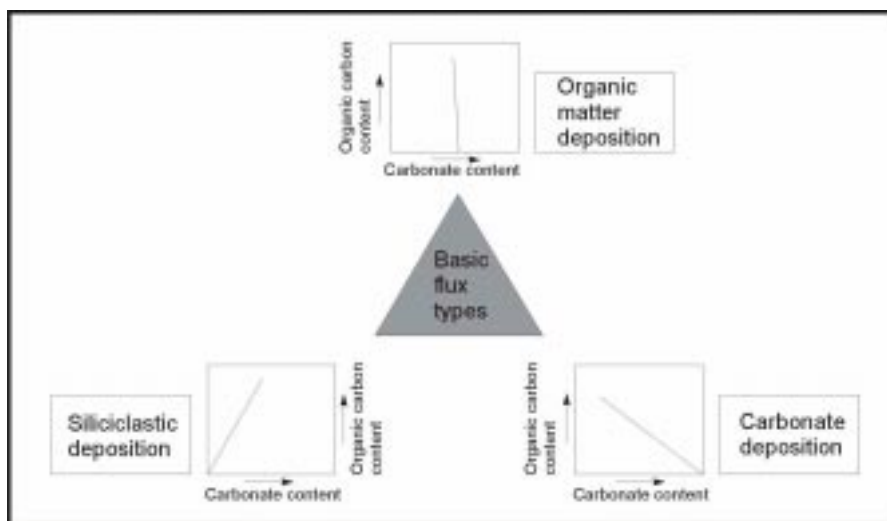 Organic carbon
content
Carbonate content
Organic
matter
deposition
Basic
flux
types
Siliciclastic
deposition
Organic carbon
content
Carbonate content
Organic carbon
content
Carbonate content
Carbonate
deposition